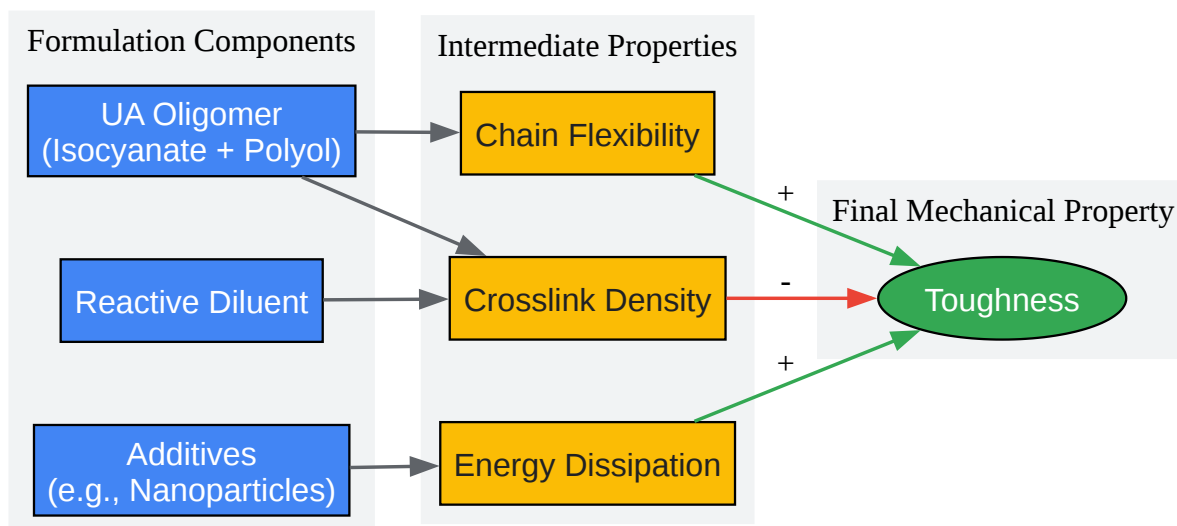 Formulation Components
UA Oligomer
(Isocyanate + Polyol)
Reactive Diluent
Additives
(e.g., Nanoparticles)
Intermediate Properties
Chain Flexibility
Crosslink Density
Energy Dissipation
+
-
+
Final Mechanical Property
Toughness